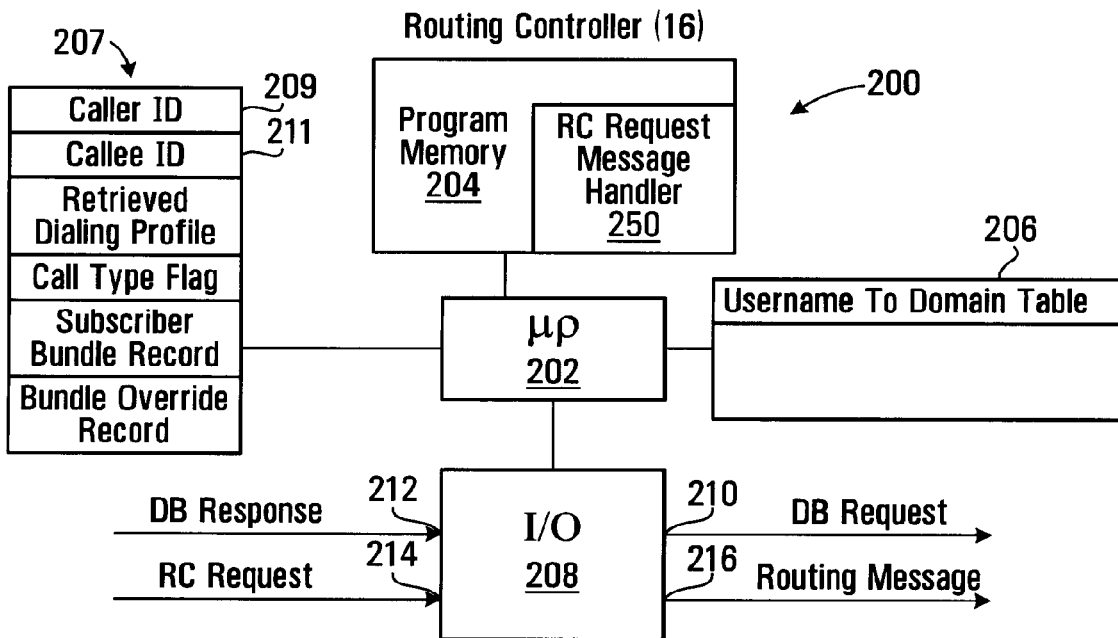 Routing Controller (16)
207
200
Caller ID
209
Callee ID
211
Retrieved
Dialing Profile
Call Type Flag
Subscriber
Bundle Record
Bundle Override
Record
Program
Memory
204
RC Request
Message
Handler
250
206
Username To Domain Table
μρ
202
212
DB Response
214
RC Request
I/O
208
210
DB Request
216
Routing Message